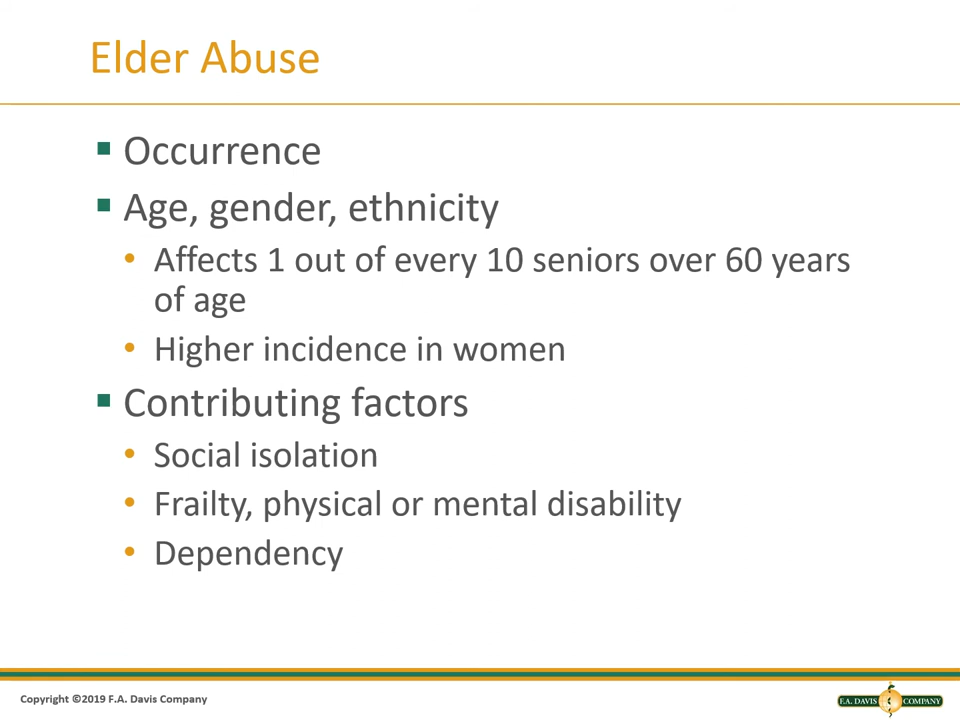 Elder Abuse
▪ Occurrence
▪ Age, gender, ethnicity
• Affects 1 out of every 10 seniors over 60 years
of age
• Higher incidence in women
▪ Contributing factors
• Social isolation
• Frailty, physical or mental disability
• Dependency
Copyright ©2019 F.A. Davis Company
F.A. DAVIS COMPANY